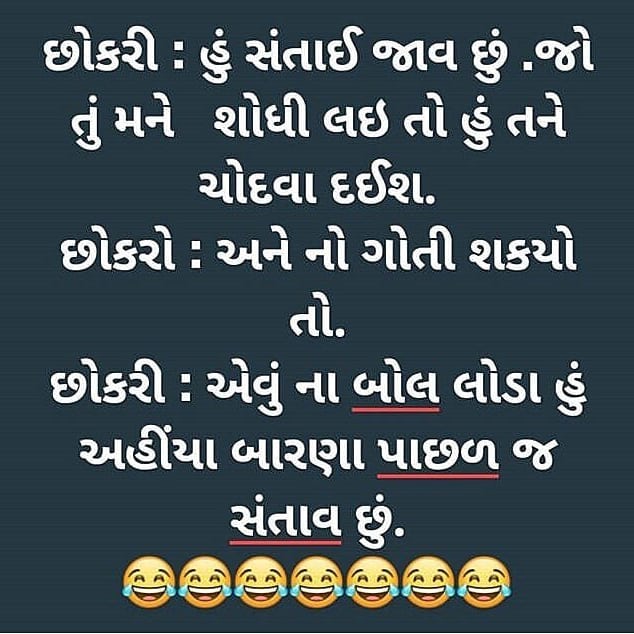 છોકરી : હું સંતાઈ જાવ છું .જો
તું મને શોધી લઇ તો હું તને
ચોદવા દઈશ.
છોકરો : અને નો ગોતી શકયો
તો.
છોકરી : એવું ના બોલ લોડા હું
અહીંયા બારણા પાછળ જ
સંતાવ છું.
😂😂😂😂😂😂😂